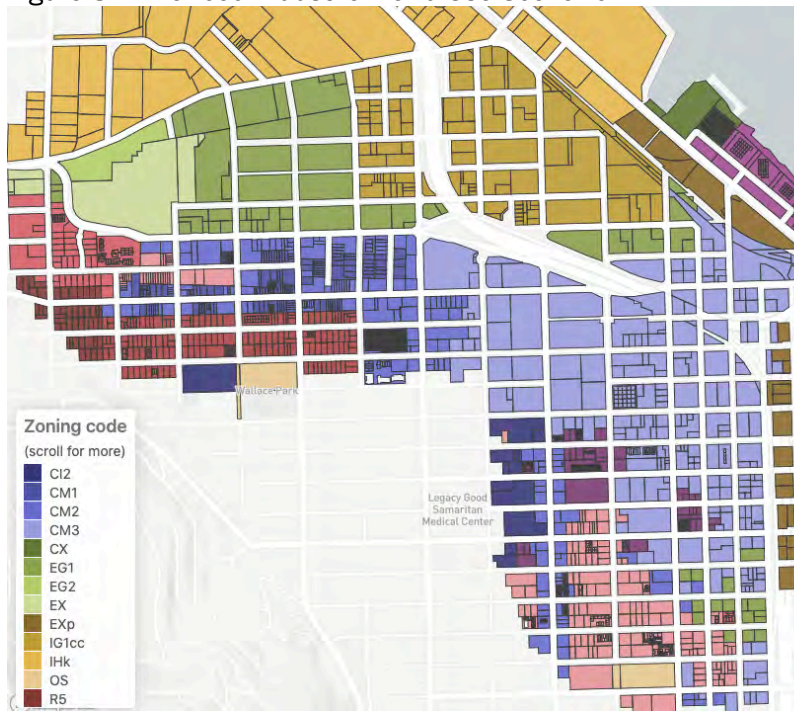 Wallace Park
Legacy Good
Samaritan
Medical Center
Zoning code
(scroll for more)
CI2
CM1
CM2
CM3
CX
EG1
EG2
EX
EXp
IG1cc
IHk
OS
R5